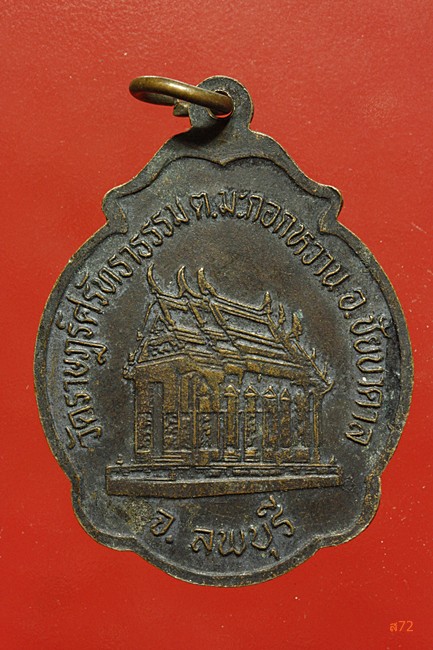 วัดราษฎร์ศรัทธาธรรม ต.มะกอกหวาน อ.ชัยบาดาล
จ. ลพบุรี
ส72